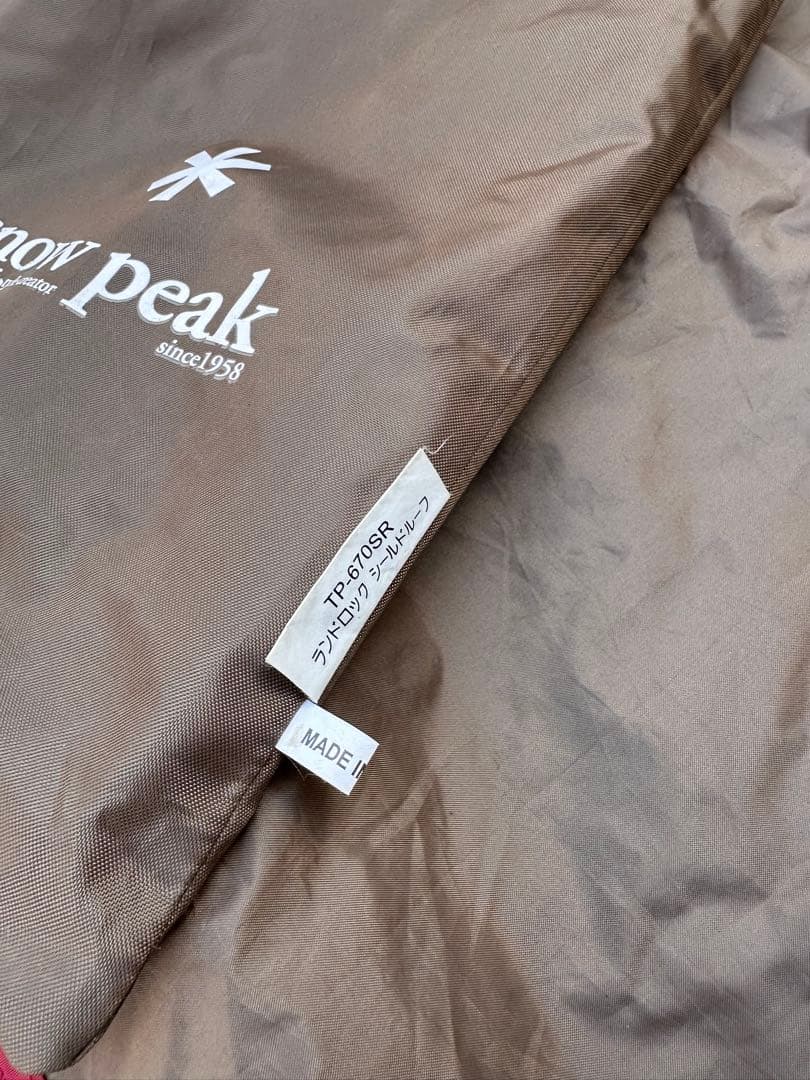 now peak
since1958
TP-670SR
ランドロック シールドルーフ
MADE IN